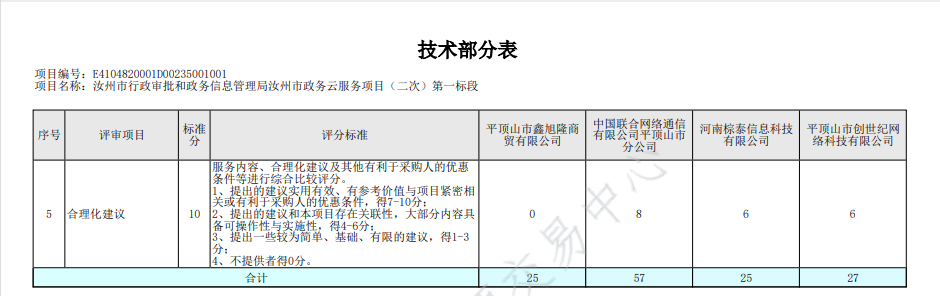 技术部分表
项目编号：E4104820001D00235001001
项目名称：汝州市行政审批和政务信息管理局汝州市政务云服务项目（二次）第一标段
序号
评审项目
标准
分
评分标准
平顶山市鑫旭隆商
贸有限公司
中国联合网络通信
有限公司平顶山市
分公司
河南棕泰信息科技
有限公司
平顶山市创世纪网
络科技有限公司
5
合理化建议
10
服务内容、合理化建议及其他有利于采购人的优惠
条件等进行综合比较评分。
1、提出的建议实用有效、有参考价值与项目紧密相
关或有利于采购人的优惠条件，得7-10分；
2、提出的建议和本项目存在关联性，大部分内容具
备可操作性与实施性，得4-6分；
3、提出一些较为简单、基础、有限的建议，得1-3
分；
4、不提供者得0分。
0
8
6
6
合计
25
57
25
27
交易中心